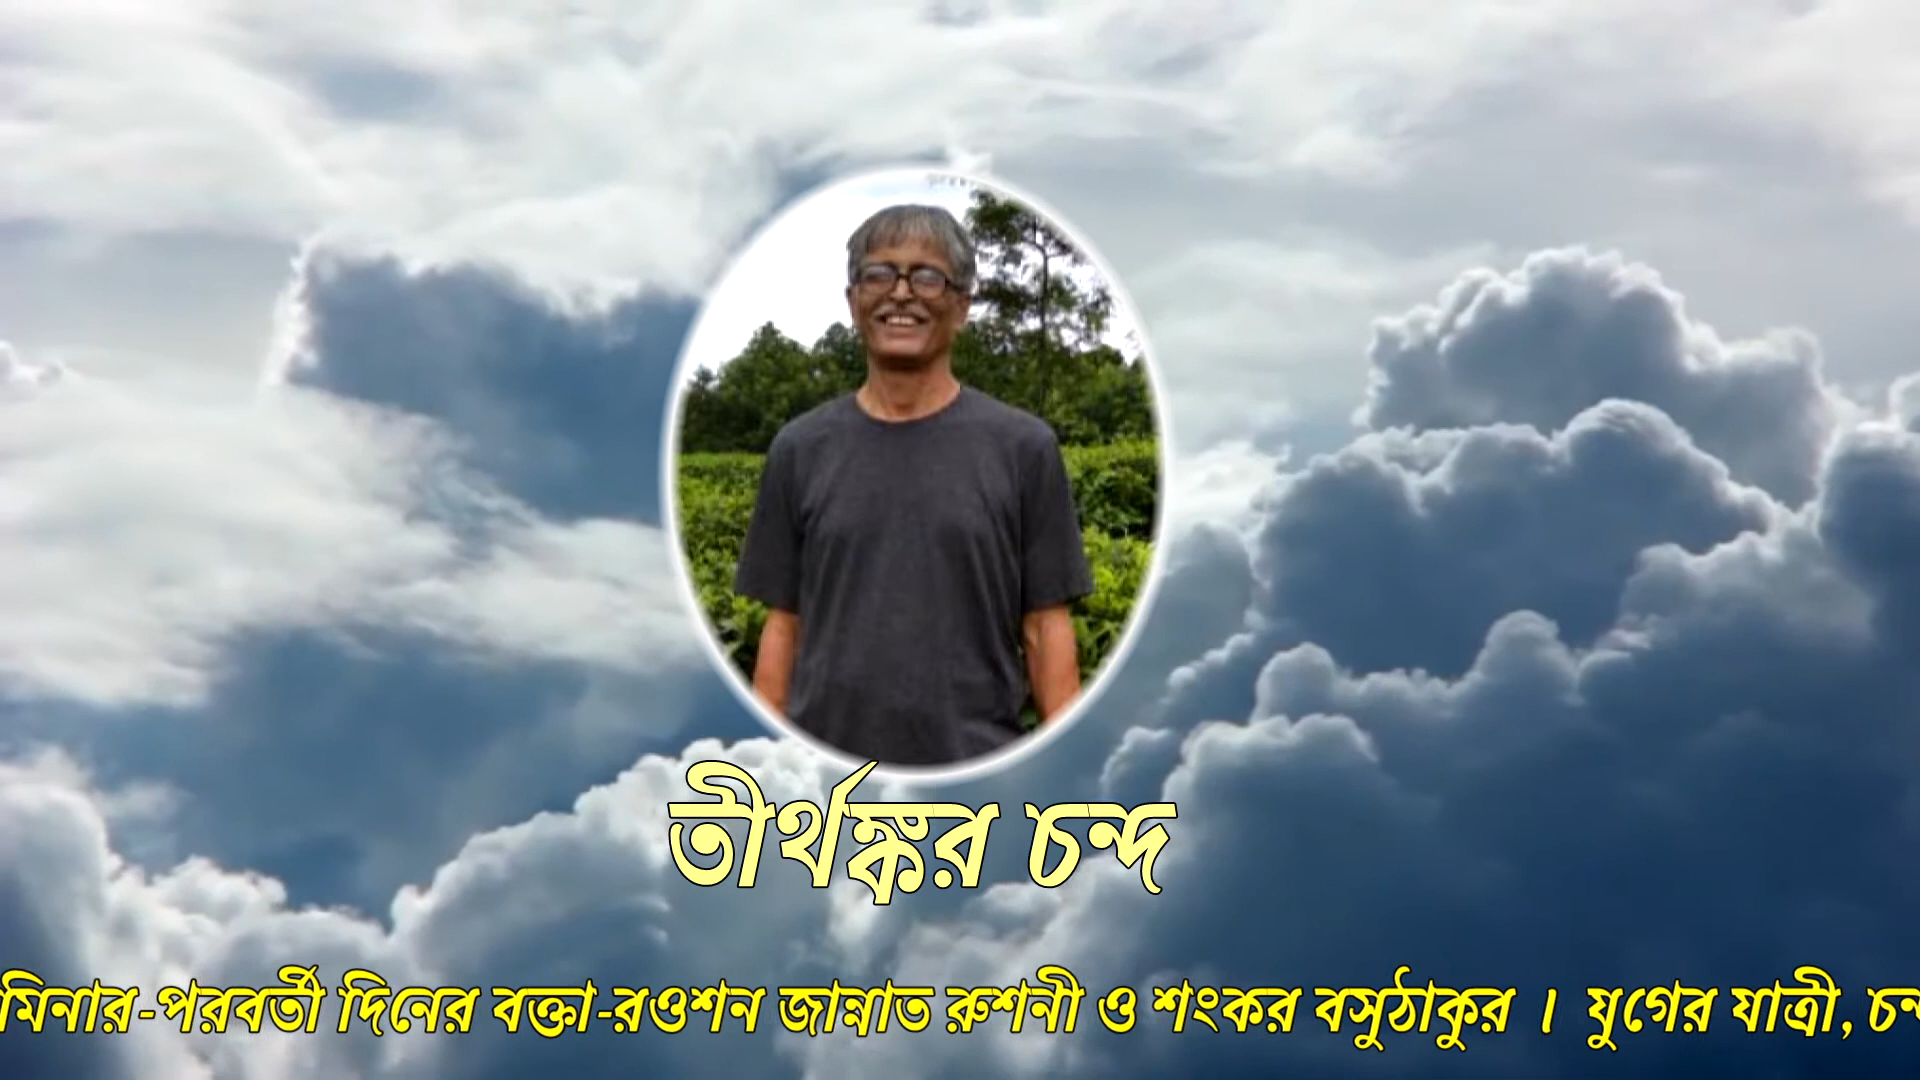 তীর্থঙ্কর চন্দ
মিনার-পরবর্তী দিনের বক্তা-রওশন জান্নাত রুশনী ও শংকর বসুঠাকুর । যুগের যাত্রী,